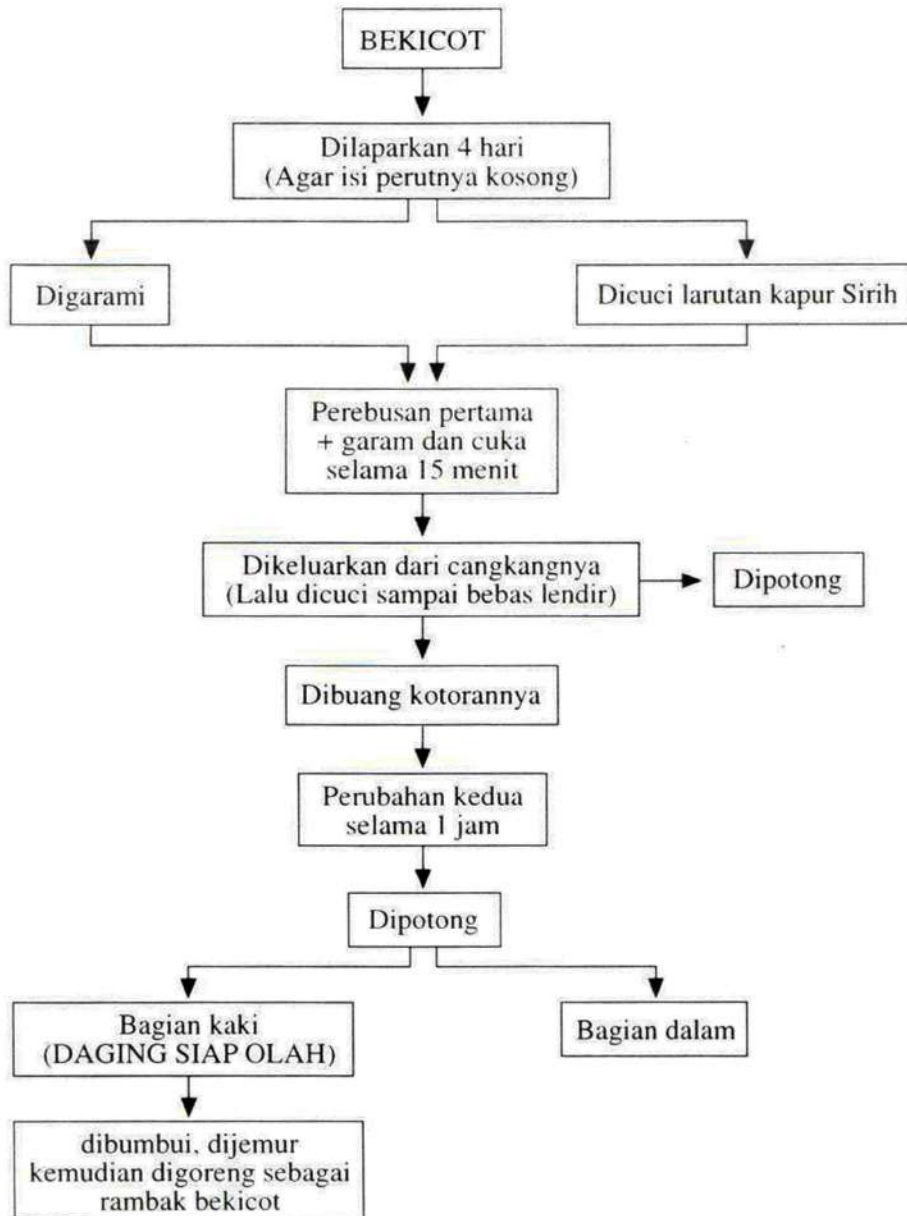 BEKICOT
Dilaparkan 4 hari
(Agar isi perutnya kosong)
Digarami
Dicuci larutan kapur Sirih
Perebusan pertama
+ garam dan cuka
selama 15 menit
Dikeluarkan dari cangkangnya
(Lalu dicuci sampai bebas lendir)
Dipotong
Dibuang kotorannya
Perubahan kedua
selama 1 jam
Dipotong
Bagian kaki
(DAGING SIAP OLAH)
Bagian dalam
dibumbui, dijemur
kemudian digoreng sebagai
rambak bekicot